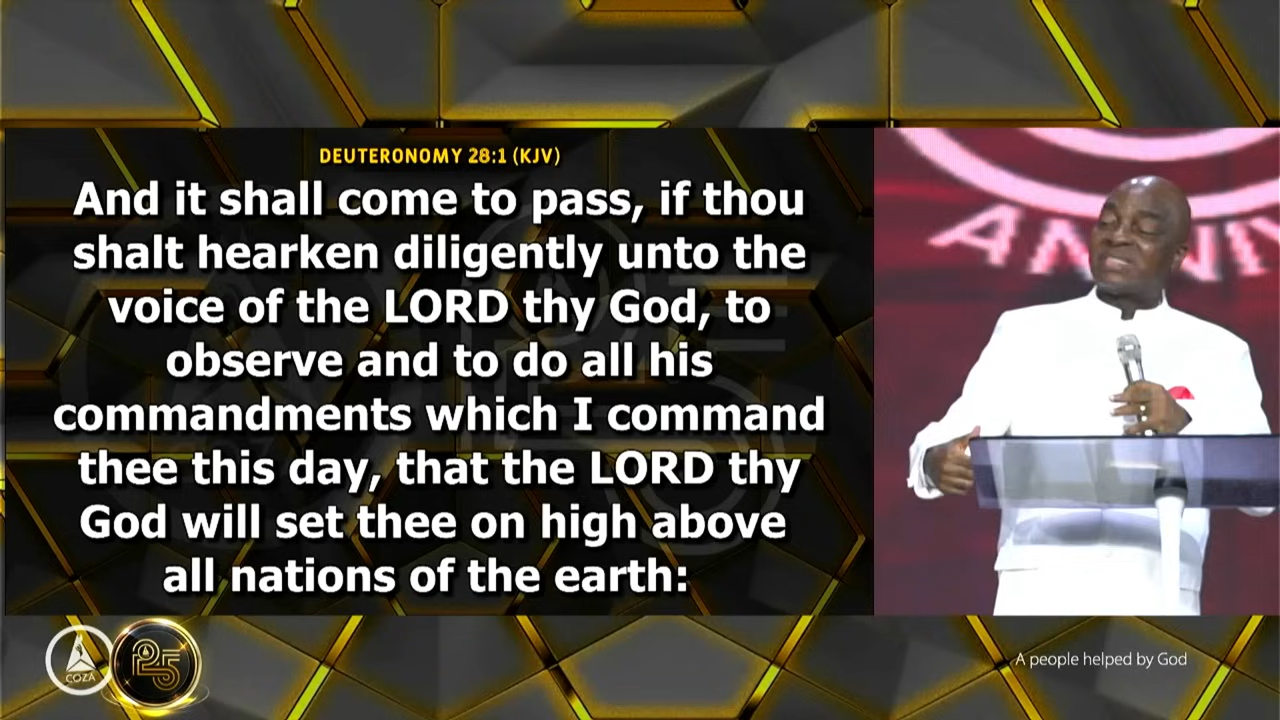 DEUTERONOMY 28:1 (KJV)
And it shall come to pass, if thou
shalt hearken diligently unto the
voice of the LORD thy God, to
observe and to do all his
commandments which I command
thee this day, that the LORD thy
God will set thee on high above
all nations of the earth:
ANNIV
COZA
25
A people helped by God